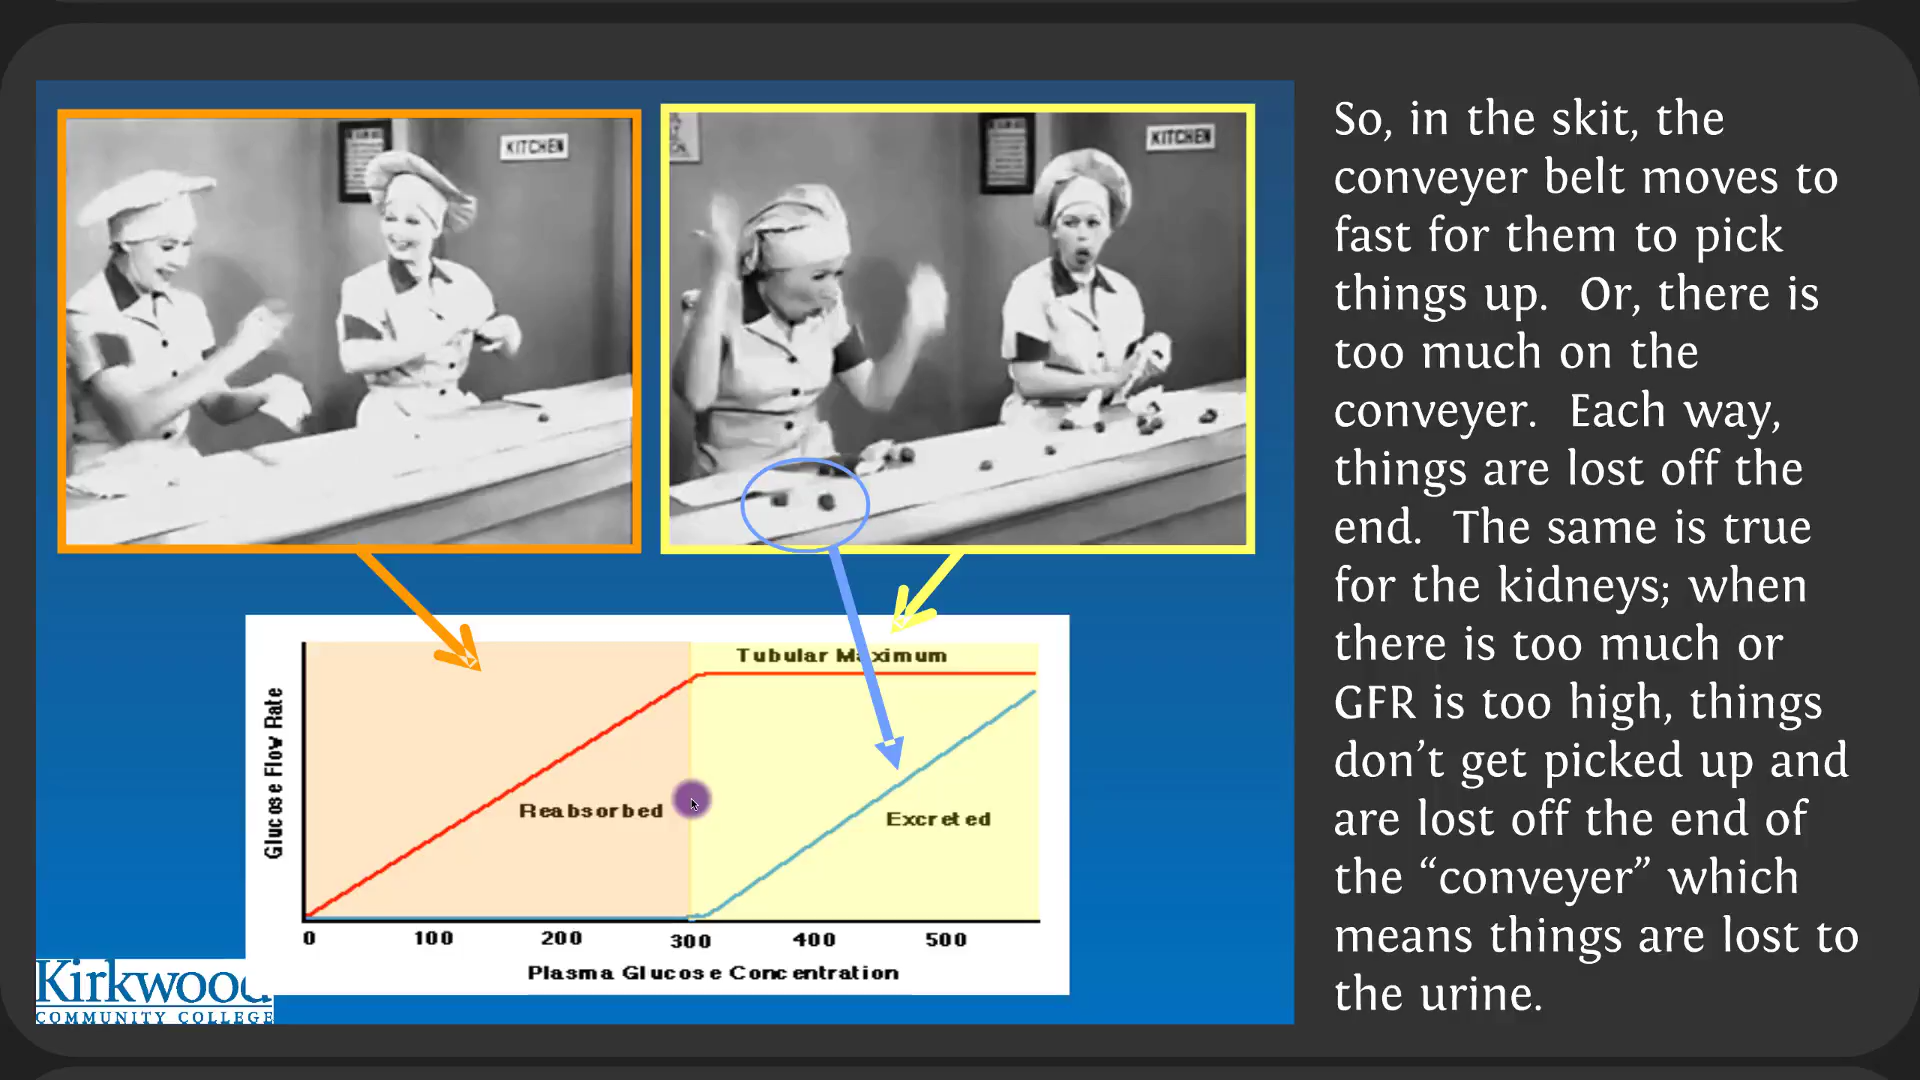 KITCHEN
KITCHEN
So, in the skit, the
conveyer belt moves to
fast for them to pick
things up.  Or, there is
too much on the
conveyer.  Each way,
things are lost off the
end.  The same is true
for the kidneys; when
there is too much or
GFR is too high, things
don’t get picked up and
are lost off the end of
the “conveyer” which
means things are lost to
the urine.
Tubular Maximum
Glucose Flow Rate
Reabsorbed
Excreted
0 100 200 300 400 500
Plasma Glucose Concentration
Kirkwood
COMMUNITY COLLEGE